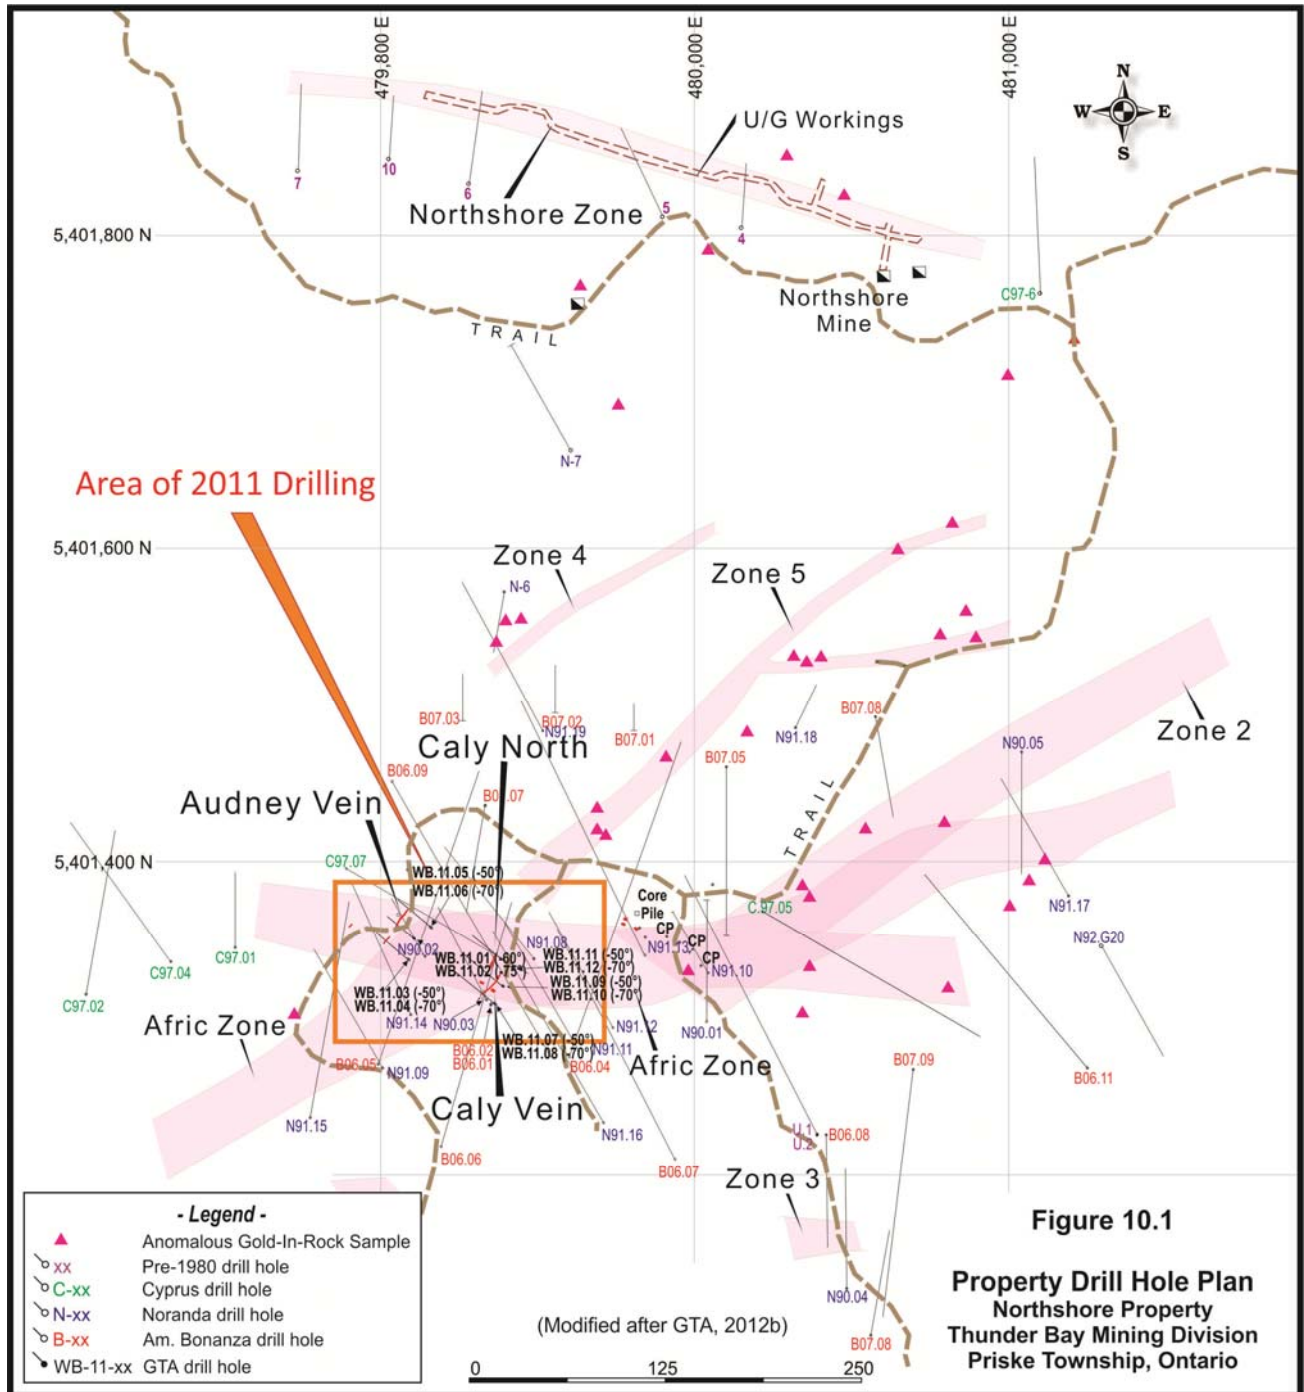 479,800 E
480,000 E
481,000 E
N
W E
S
U/G Workings
7
10
6
Northshore Zone
5
4
5,401,800 N
Northshore
Mine
C97-6
TRAIL
N-7
Area of 2011 Drilling
5,401,600 N
Zone 4
N-6
Zone 5
B07.03
B07.02
N91.19
B07.01
N91.18
B07.08
Zone 2
N90.05
B07.05
Caly North
B06.09
Audney Vein
TRAIL
5,401,400 N
C97.07
WB.11.05 (-50°)
WB.11.06 (-70°)
Core
Pile
C.97.05
N91.17
N92.G20
CP
CP
CP
N91.13
N91.10
N91.08
N90.02
WB.11.01 (-60°)
WB.11.02 (-75°)
WB.11.11 (-50°)
WB.11.12 (-70°)
WB.11.09 (-50°)
WB.11.10 (-70°)
C97.01
C97.04
C97.02
WB.11.03 (-50°)
WB.11.04 (-70°)
N91.14
N90.03
N91.12
N90.01
Afric Zone
WB.11.07 (-50°)
WB.11.08 (-70°)
N91.11
B06.02
B06.01
B06.04
Afric Zone
B06.05
N91.09
B07.09
B06.11
Caly Vein
N91.15
N91.16
U.1
U.2
B06.08
B06.06
B06.07
Zone 3
N90.04
B07.08
- Legend -
Anomalous Gold-In-Rock Sample
xx Pre-1980 drill hole
C-xx Cyprus drill hole
N-xx Noranda drill hole
B-xx Am. Bonanza drill hole
WB-11-xx GTA drill hole
(Modified after GTA, 2012b)
0 125 250
Figure 10.1
Property Drill Hole Plan
Northshore Property
Thunder Bay Mining Division
Priske Township, Ontario